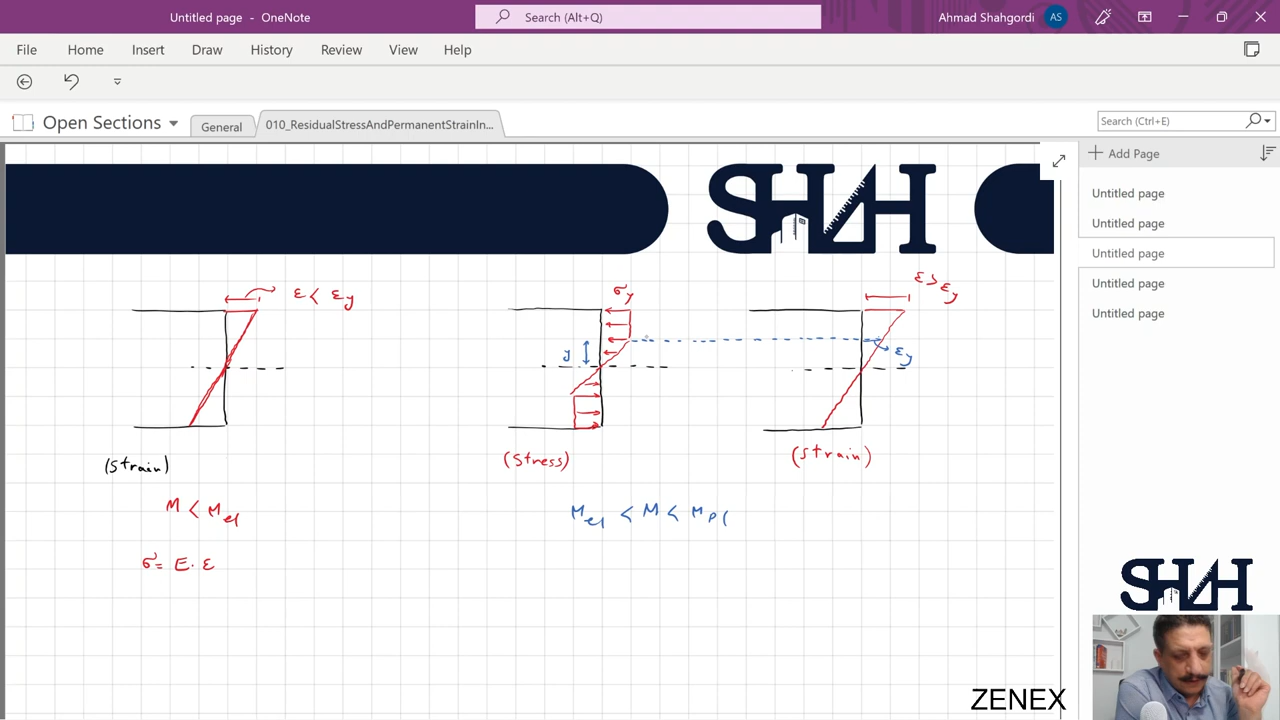 Untitled page - OneNote
Search (Alt+Q)
Ahmad Shahgordi
AS
File Home Insert Draw History Review View Help
Open Sections
General
010_ResidualStressAndPermanentStrainIn...
Search (Ctrl+E)
Add Page
Untitled page
Untitled page
Untitled page
Untitled page
Untitled page
SHAH
ε < εy
σy
ε > εy
y
εy
(Strain)
(Stress)
(Strain)
M < Mel
Mel < M < Mpl
σ = E . ε
SHAH
ZENEX